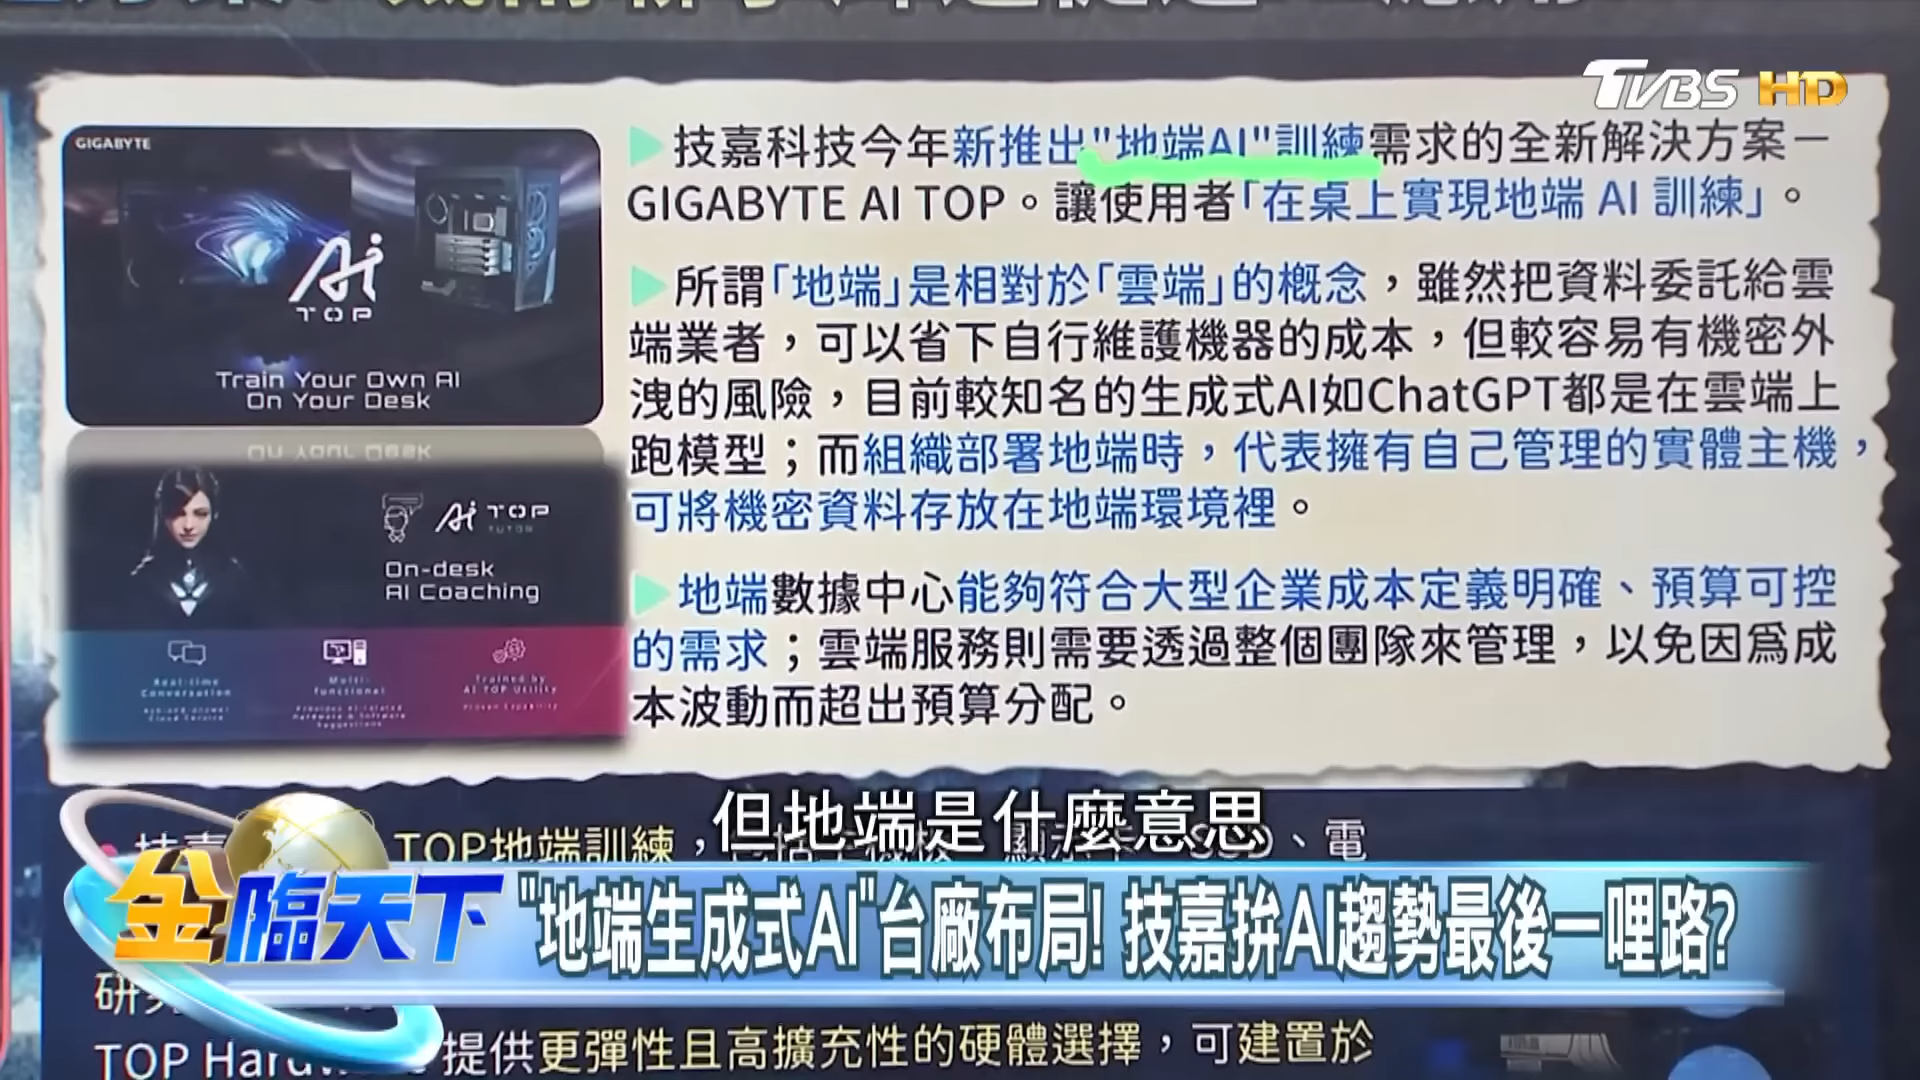 TVBS HD
GIGABYTE
Ai
TOP
Train Your Own AI
On Your Desk
Ai TOP
TUTOR
On-desk
AI Coaching
Real-time
Conversation
Multi-
functional
Trained by
AI TOP Utility
▶技嘉科技今年新推出"地端AI"訓練需求的全新解決方案－
GIGABYTE AI TOP。讓使用者「在桌上實現地端 AI 訓練」。
▶所謂「地端」是相對於「雲端」的概念，雖然把資料委託給雲
端業者，可以省下自行維護機器的成本，但較容易有機密外
洩的風險，目前較知名的生成式AI如ChatGPT都是在雲端上
跑模型；而組織部署地端時，代表擁有自己管理的實體主機，
可將機密資料存放在地端環境裡。
▶地端數據中心能夠符合大型企業成本定義明確、預算可控
的需求；雲端服務則需要透過整個團隊來管理，以免因為成
本波動而超出預算分配。
但地端是什麼意思
TOP地端訓練，
、電
金臨天下
"地端生成式AI"台廠布局! 技嘉拚AI趨勢最後一哩路?
TOP
提供更彈性且高擴充性的硬體選擇，可建置於